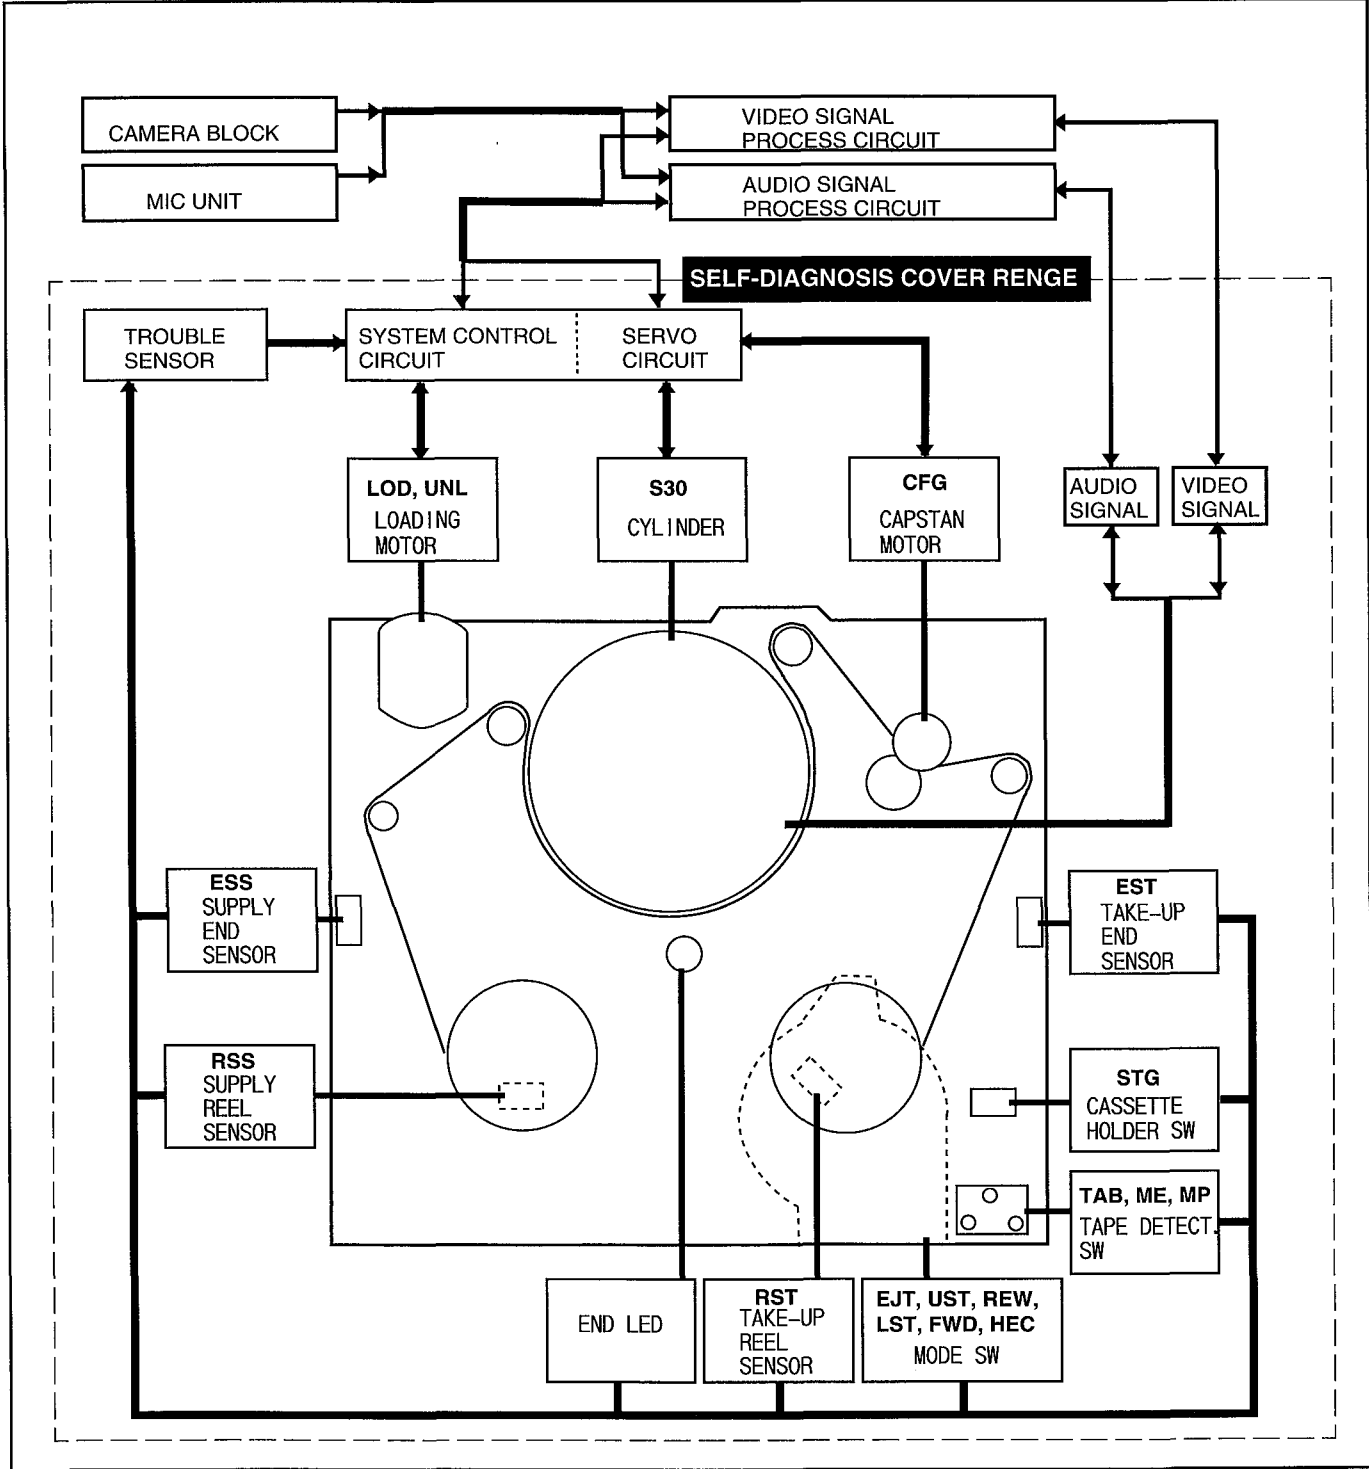 CAMERA BLOCK
MIC UNIT
VIDEO SIGNAL
PROCESS CIRCUIT
AUDIO SIGNAL
PROCESS CIRCUIT
SELF-DIAGNOSIS COVER RENGE
TROUBLE
SENSOR
SYSTEM CONTROL
CIRCUIT
SERVO
CIRCUIT
LOD, UNL
LOADING
MOTOR
S30
CYLINDER
CFG
CAPSTAN
MOTOR
AUDIO
SIGNAL
VIDEO
SIGNAL
ESS
SUPPLY
END
SENSOR
EST
TAKE-UP
END
SENSOR
RSS
SUPPLY
REEL
SENSOR
STG
CASSETTE
HOLDER SW
TAB, ME, MP
TAPE DETECT.
SW
END LED
RST
TAKE-UP
REEL
SENSOR
EJT, UST, REW,
LST, FWD, HEC
MODE SW